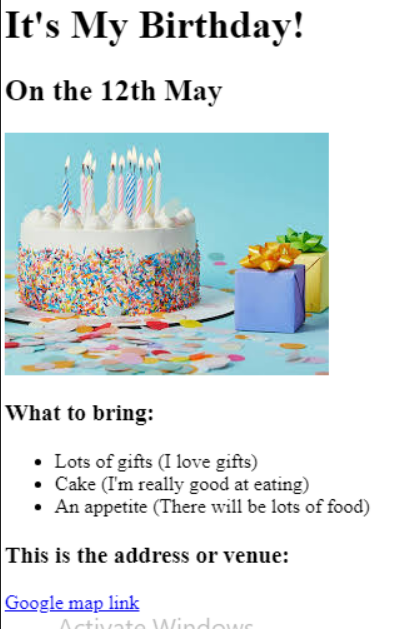 It's My Birthday!
On the 12th May
What to bring:
Lots of gifts (I love gifts)
Cake (I'm really good at eating)
An appetite (There will be lots of food)
This is the address or venue:
Google map link
Activate Windows